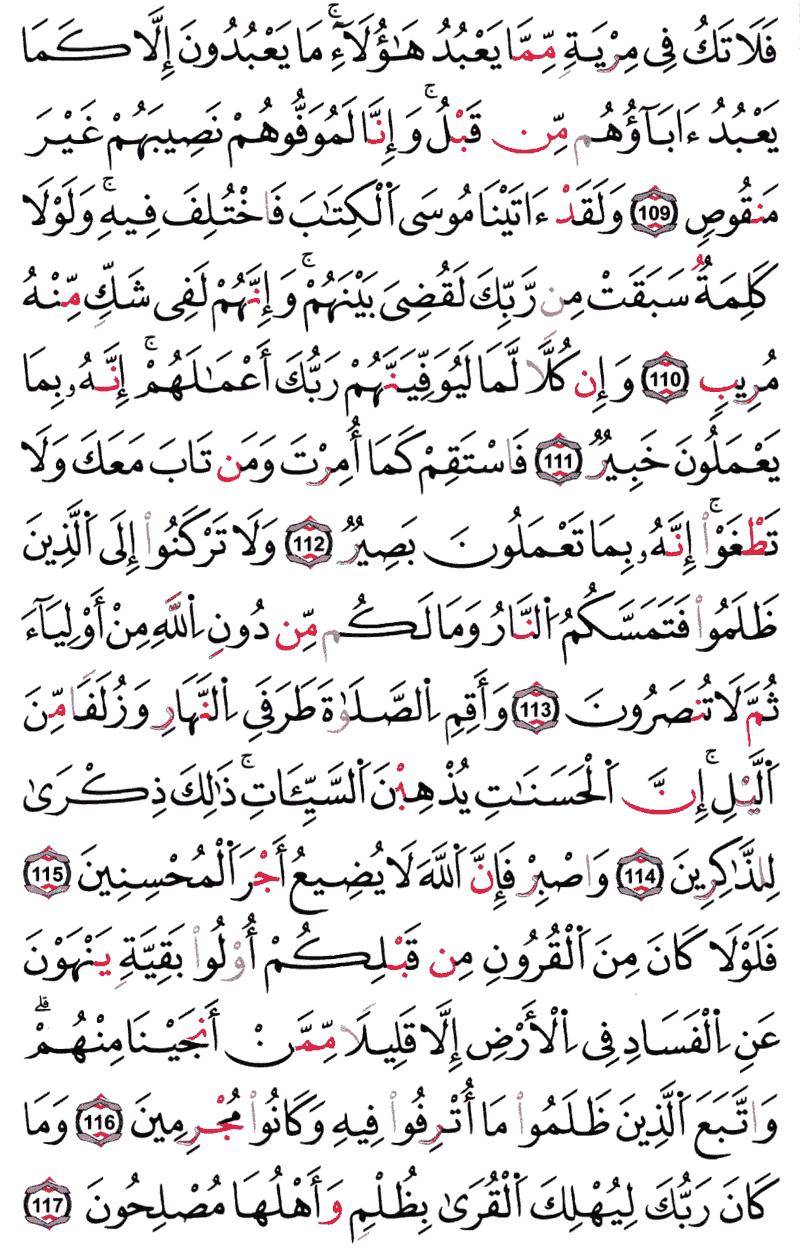 فَلَا تَكُ فِى مِرْيَةٍ مِّمَّا يَعْبُدُ هَـٰٓؤُلَآءِ ۚ مَا يَعْبُدُونَ إِلَّا كَمَا
يَعْبُدُ ءَابَآؤُهُم مِّن قَبْلُ ۚ وَإِنَّا لَمُوَفُّوهُمْ نَصِيبَهُمْ غَيْرَ
مَنقُوصٍ 109 وَلَقَدْ ءَاتَيْنَا مُوسَى ٱلْكِتَـٰبَ فَٱخْتُلِفَ فِيهِ ۚ وَلَوْلَا
كَلِمَةٌ سَبَقَتْ مِن رَّبِّكَ لَقُضِىَ بَيْنَهُمْ ۚ وَإِنَّهُمْ لَفِى شَكٍّ مِّنْهُ
مُرِيبٍ 110 وَإِن كُلًّا لَّمَا لَيُوَفِّيَنَّهُمْ رَبُّكَ أَعْمَـٰلَهُمْ ۚ إِنَّهُۥ بِمَا
يَعْمَلُونَ خَبِيرٌ 111 فَٱسْتَقِمْ كَمَا أُمِرْتَ وَمَن تَابَ مَعَكَ وَلَا
تَطْغَوْا۟ ۚ إِنَّهُۥ بِمَا تَعْمَلُونَ بَصِيرٌ 112 وَلَا تَرْكَنُوا۟ إِلَى ٱلَّذِينَ
ظَلَمُوا۟ فَتَمَسَّكُمُ ٱلنَّارُ وَمَا لَكُم مِّن دُونِ ٱللَّهِ مِنْ أَوْلِيَآءَ
ثُمَّ لَا تُنصَرُونَ 113 وَأَقِمِ ٱلصَّلَوٰةَ طَرَفَىِ ٱلنَّهَارِ وَزُلَفًا مِّنَ
ٱلَّيْلِ ۚ إِنَّ ٱلْحَسَنَـٰتِ يُذْهِبْنَ ٱلسَّيِّـَٔاتِ ۚ ذَٰلِكَ ذِكْرَىٰ
لِلذَّٰكِرِينَ 114 وَٱصْبِرْ فَإِنَّ ٱللَّهَ لَا يُضِيعُ أَجْرَ ٱلْمُحْسِنِينَ 115
فَلَوْلَا كَانَ مِنَ ٱلْقُرُونِ مِن قَبْلِكُمْ أُو۟لُوا۟ بَقِيَّةٍ يَنْهَوْنَ
عَنِ ٱلْفَسَادِ فِى ٱلْأَرْضِ إِلَّا قَلِيلًا مِّمَّنْ أَنجَيْنَا مِنْهُمْ ۗ
وَٱتَّبَعَ ٱلَّذِينَ ظَلَمُوا۟ مَا أُتْرِفُوا۟ فِيهِ وَكَانُوا۟ مُجْرِمِينَ 116 وَمَا
كَانَ رَبُّكَ لِيُهْلِكَ ٱلْقُرَىٰ بِظُلْمٍ وَأَهْلُهَا مُصْلِحُونَ 117